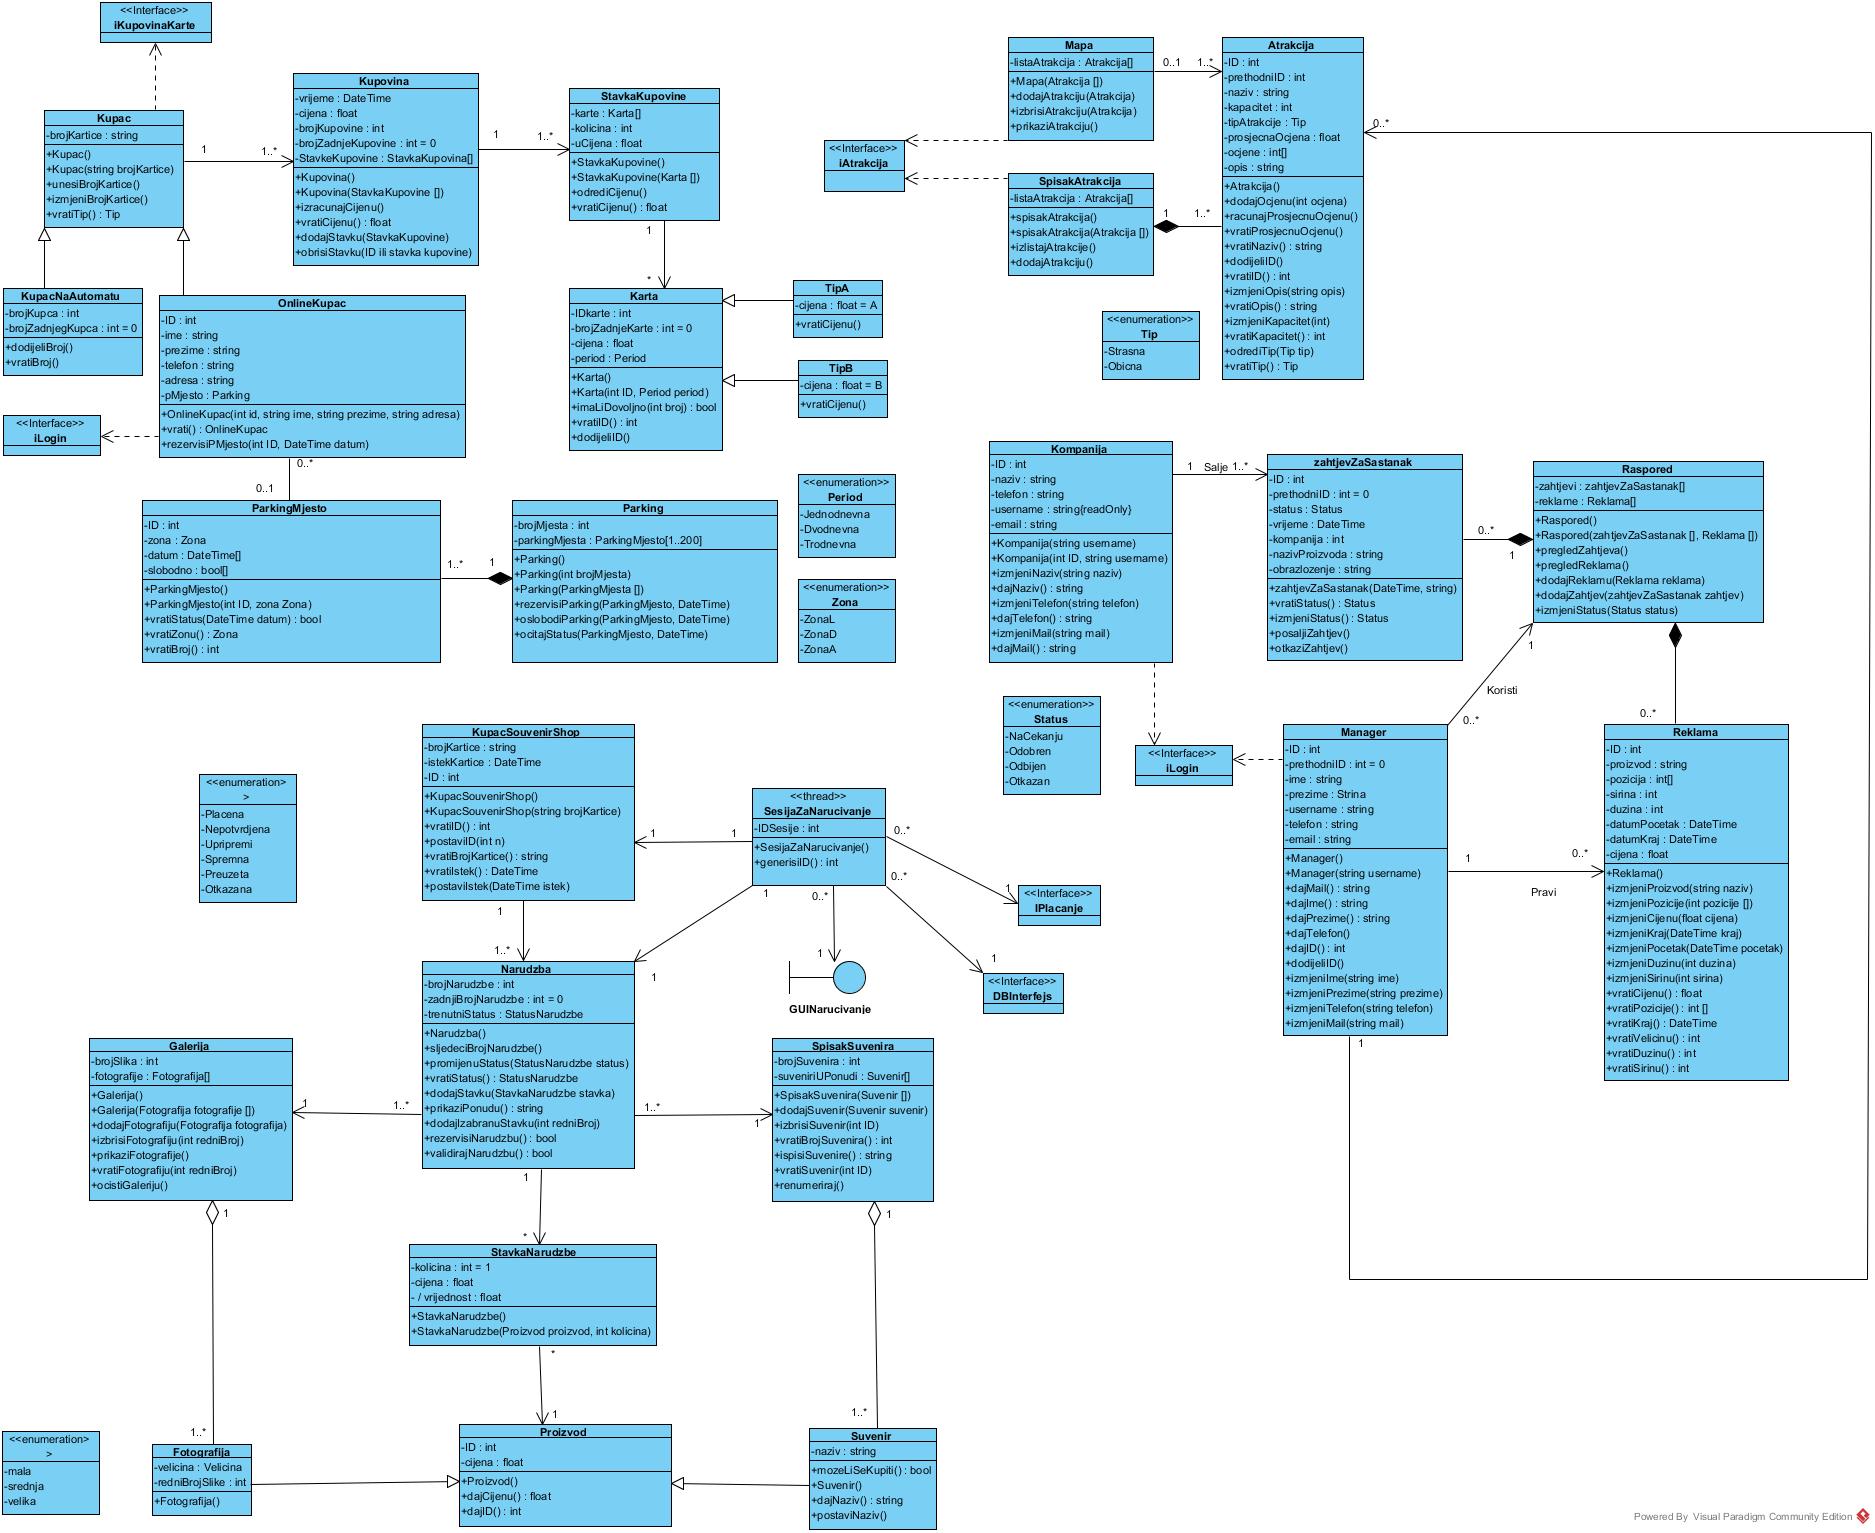 <<Interface>>
iKupovinaKarte
Kupac
-brojKartice : string
+Kupac()
+Kupac(string brojKartice)
+unesiBrojKartice()
+izmjeniBrojKartice()
+vratiTip() : Tip
1
1..*
Kupovina
-vrijeme : DateTime
-cijena : float
-brojKupovine : int
-brojZadnjeKupovine : int = 0
-StavkeKupovine : StavkaKupovina[]
+Kupovina()
+Kupovina(StavkaKupovine [])
+izracunajCijenu()
+vratiCijenu() : float
+dodajStavku(StavkaKupovine)
+obrisiStavku(ID ili stavka kupovine)
1
1..*
StavkaKupovine
-karte : Karta[]
-kolicina : int
-uCijena : float
+StavkaKupovine()
+StavkaKupovine(Karta [])
+odrediCijenu()
+vratiCijenu() : float
1
*
KupacNaAutomatu
-brojKupca : int
-brojZadnjegKupca : int = 0
+dodijeliBroj()
+vratiBroj()
OnlineKupac
-ID : int
-ime : string
-prezime : string
-telefon : string
-adresa : string
-pMjesto : Parking
+OnlineKupac(int id, string ime, string prezime, string adresa)
+vrati() : OnlineKupac
+rezervisiPMjesto(int ID, DateTime datum)
<<Interface>>
iLogin
0..*
0..1
Karta
-IDkarte : int
-brojZadnjeKarte : int = 0
-cijena : float
-period : Period
+Karta()
+Karta(int ID, Period period)
+imaLiDovoljno(int broj) : bool
+vratiID() : int
+dodijeliID()
TipA
-cijena : float = A
+vratiCijenu()
TipB
-cijena : float = B
+vratiCijenu()
ParkingMjesto
-ID : int
-zona : Zona
-datum : DateTime[]
-slobodno : bool[]
+ParkingMjesto()
+ParkingMjesto(int ID, zona Zona)
+vratiStatus(DateTime datum) : bool
+vratiZonu() : Zona
+vratiBroj() : int
1..*
1
Parking
-brojMjesta : int
-parkingMjesta : ParkingMjesto[1..200]
+Parking()
+Parking(int brojMjesta)
+Parking(ParkingMjesta [])
+rezervisiParking(ParkingMjesto, DateTime)
+oslobodiParking(ParkingMjesto, DateTime)
+ocitajStatus(ParkingMjesto, DateTime)
<<enumeration>>
Period
-Jednodnevna
-Dvodnevna
-Trodnevna
<<enumeration>>
Zona
-ZonaL
-ZonaD
-ZonaA
Mapa
-listaAtrakcija : Atrakcija[]
+Mapa(Atrakcija [])
+dodajAtrakciju(Atrakcija)
+izbrisiAtrakciju(Atrakcija)
+prikaziAtrakciju()
0..1
1..*
<<Interface>>
iAtrakcija
SpisakAtrakcija
-listaAtrakcija : Atrakcija[]
+spisakAtrakcija()
+spisakAtrakcija(Atrakcija [])
+izlistajAtrakcije()
+dodajAtrakciju()
1
1..*
Atrakcija
-ID : int
-prethodniID : int
-naziv : string
-kapacitet : int
-tipAtrakcije : Tip
-prosjecnaOcjena : float
-ocjene : int[]
-opis : string
+Atrakcija()
+dodajOcjenu(int ocjena)
+racunajProsjecnuOcjenu()
+vratiProsjecnuOcjenu()
+vratiNaziv() : string
+dodijeliID()
+vratiID() : int
+izmjeniOpis(string opis)
+vratiOpis() : string
+izmjeniKapacitet(int)
+vratiKapacitet() : int
+odrediTip(Tip tip)
+vratiTip() : Tip
0..*
<<enumeration>>
Tip
-Strasna
-Obicna
Kompanija
-ID : int
-naziv : string
-telefon : string
-username : string{readOnly}
-email : string
+Kompanija(string username)
+Kompanija(int ID, string username)
+izmjeniNaziv(string naziv)
+dajNaziv() : string
+izmjeniTelefon(string telefon)
+dajTelefon() : string
+izmjeniMail(string mail)
+dajMail() : string
1 Salje 1..*
zahtjevZaSastanak
-ID : int
-prethodniID : int = 0
-status : Status
-vrijeme : DateTime
-kompanija : int
-nazivProizvoda : string
-obrazlozenje : string
+zahtjevZaSastanak(DateTime, string)
+vratiStatus() : Status
+izmjeniStatus() : Status
+posaljiZahtjev()
+otkaziZahtjev()
0..*
1
Raspored
-zahtjevi : zahtjevZaSastanak[]
-reklame : Reklama[]
+Raspored()
+Raspored(zahtjevZaSastanak [], Reklama [])
+pregledZahtjeva()
+pregledReklama()
+dodajReklamu(Reklama reklama)
+dodajZahtjev(zahtjevZaSastanak zahtjev)
+izmjeniStatus(Status status)
1
Koristi
0..*
0..*
<<enumeration>>
Status
-NaCekanju
-Odobren
-Odbijen
-Otkazan
<<Interface>>
iLogin
Manager
-ID : int
-prethodniID : int = 0
-ime : string
-prezime : Strina
-username : string
-telefon : string
-email : string
+Manager()
+Manager(string username)
+dajMail() : string
+dajIme() : string
+dajPrezime() : string
+dajTelefon()
+dajID() : int
+dodijeliID()
+izmjeniIme(string ime)
+izmjeniPrezime(string prezime)
+izmjeniTelefon(string telefon)
+izmjeniMail(string mail)
1
1
0..*
Pravi
Reklama
-ID : int
-proizvod : string
-pozicija : int[]
-sirina : int
-duzina : int
-datumPocetak : DateTime
-datumKraj : DateTime
-cijena : float
+Reklama()
+izmjeniProizvod(string naziv)
+izmjeniPozicije(int pozicije [])
+izmjeniCijenu(float cijena)
+izmjeniKraj(DateTime kraj)
+izmjeniPocetak(DateTime pocetak)
+izmjeniDuzinu(int duzina)
+izmjeniSirinu(int sirina)
+vratiCijenu() : float
+vratiPozicije() : int []
+vratiKraj() : DateTime
+vratiVelicinu() : int
+vratiDuzinu() : int
+vratiSirinu() : int
<<enumeration>
>
-Placena
-Nepotvrdjena
-Upripremi
-Spremna
-Preuzeta
-Otkazana
KupacSouvenirShop
-brojKartice : string
-istekKartice : DateTime
-ID : int
+KupacSouvenirShop()
+KupacSouvenirShop(string brojKartice)
+vratiID() : int
+postaviID(int n)
+vratiBrojKartice() : string
+vratiIstek() : DateTime
+postaviIstek(DateTime istek)
1
1..*
1
1
<<thread>>
SesijaZaNarucivanje
-IDSesije : int
+SesijaZaNarucivanje()
+generisiID() : int
0..*
0..*
0..*
1
1
1
1
1
<<Interface>>
IPlacanje
<<Interface>>
DBInterfejs
GUINarucivanje
Narudzba
-brojNarudzbe : int
-zadnjiBrojNarudzbe : int = 0
-trenutniStatus : StatusNarudzbe
+Narudzba()
+sljedeciBrojNarudzbe()
+promijenuStatus(StatusNarudzbe status)
+vratiStatus() : StatusNarudzbe
+dodajStavku(StavkaNarudzbe stavka)
+prikaziPonudu() : string
+dodajIzabranuStavku(int redniBroj)
+rezervisiNarudzbu() : bool
+validirajNarudzbu() : bool
Galerija
-brojSlika : int
-fotografije : Fotografija[]
+Galerija()
+Galerija(Fotografija fotografije [])
+dodajFotografiju(Fotografija fotografija)
+izbrisiFotografiju(int redniBroj)
+prikaziFotografije()
+vratiFotografiju(int redniBroj)
+ocistiGaleriju()
1
1..*
1..*
1
SpisakSuvenira
-brojSuvenira : int
-suveniriUPonudi : Suvenir[]
+SpisakSuvenira(Suvenir [])
+dodajSuvenir(Suvenir suvenir)
+izbrisiSuvenir(int ID)
+vratiBrojSuvenira() : int
+ispisiSuvenire() : string
+vratiSuvenir(int ID)
+renumeriraj()
1
1
1
*
StavkaNarudzbe
-kolicina : int = 1
-cijena : float
- / vrijednost : float
+StavkaNarudzbe()
+StavkaNarudzbe(Proizvod proizvod, int kolicina)
*
1
1..*
1..*
<<enumeration>
>
-mala
-srednja
-velika
Fotografija
-velicina : Velicina
-redniBrojSlike : int
+Fotografija()
Proizvod
-ID : int
-cijena : float
+Proizvod()
+dajCijenu() : float
+dajID() : int
Suvenir
-naziv : string
+mozeLiSeKupiti() : bool
+Suvenir()
+dajNaziv() : string
+postaviNaziv()
Powered By Visual Paradigm Community Edition